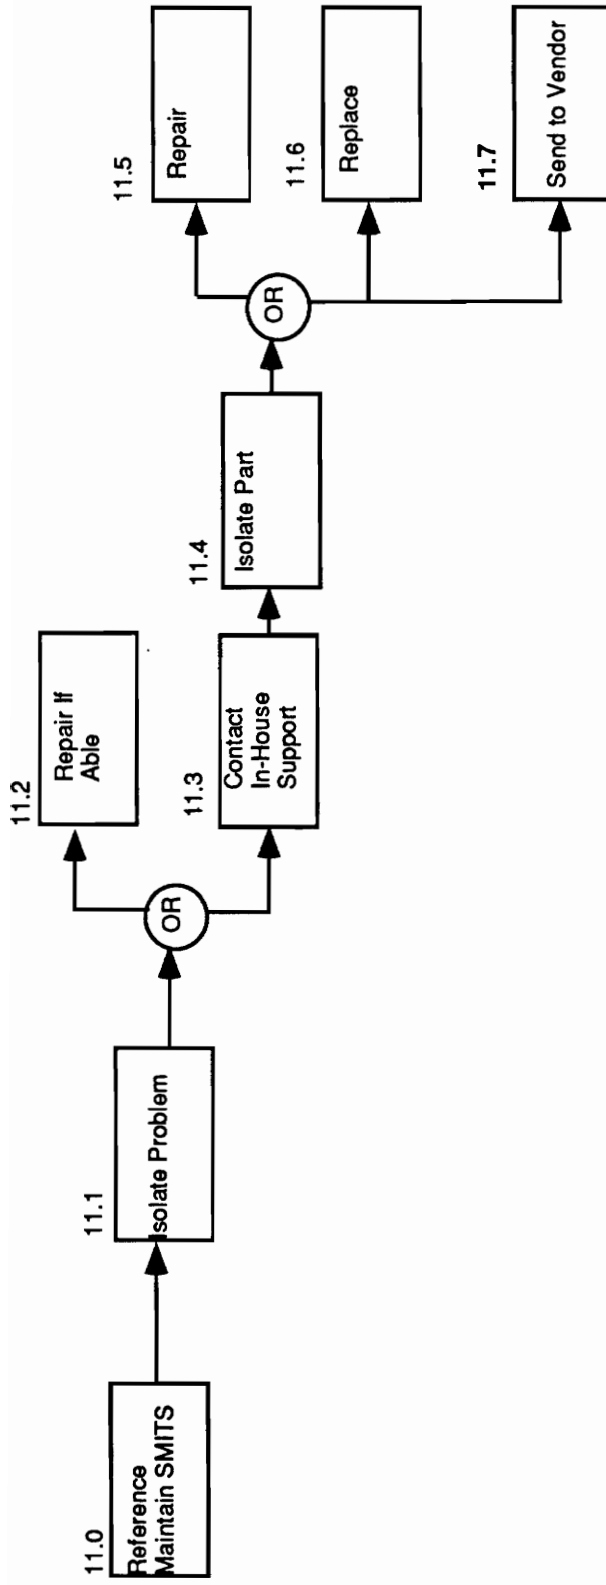 11.0
Reference
Maintain SMITS
11.1
Isolate Problem
OR
11.2
Repair If
Able
11.3
Contact
In-House
Support
11.4
Isolate Part
OR
11.5
Repair
11.6
Replace
11.7
Send to Vendor